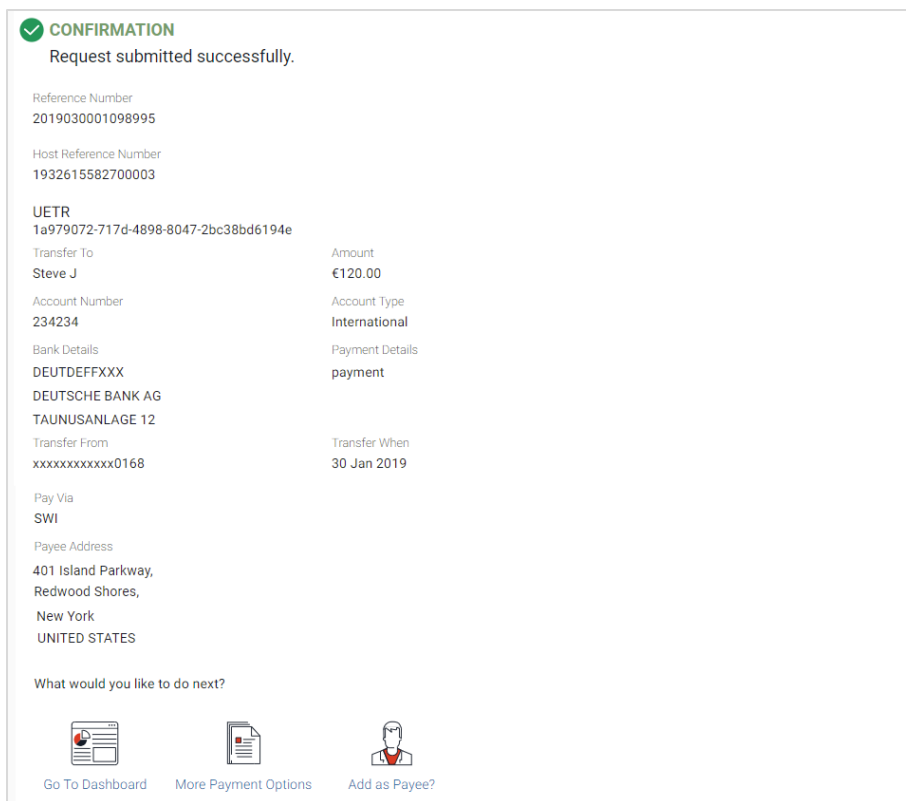 CONFIRMATION
Request submitted successfully.
Reference Number
2019030001098995
Host Reference Number
1932615582700003
UETR
1a979072-717d-4898-8047-2bc38bd6194e
Transfer To
Steve J
Amount
€120.00
Account Number
234234
Account Type
International
Bank Details
DEUTDEFFXXX
DEUTSCHE BANK AG
TAUNUSANLAGE 12
Payment Details
payment
Transfer From
xxxxxxxxxxxx0168
Transfer When
30 Jan 2019
Pay Via
SWI
Payee Address
401 Island Parkway,
Redwood Shores,
New York
UNITED STATES
What would you like to do next?
Go To Dashboard
More Payment Options
Add as Payee?